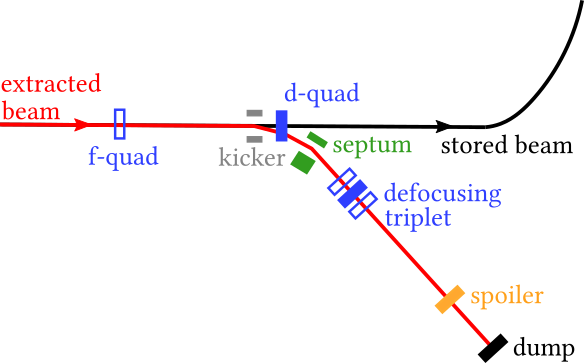 extracted
beam
d-quad
f-quad
kicker
septum
stored beam
defocusing
triplet
spoiler
dump